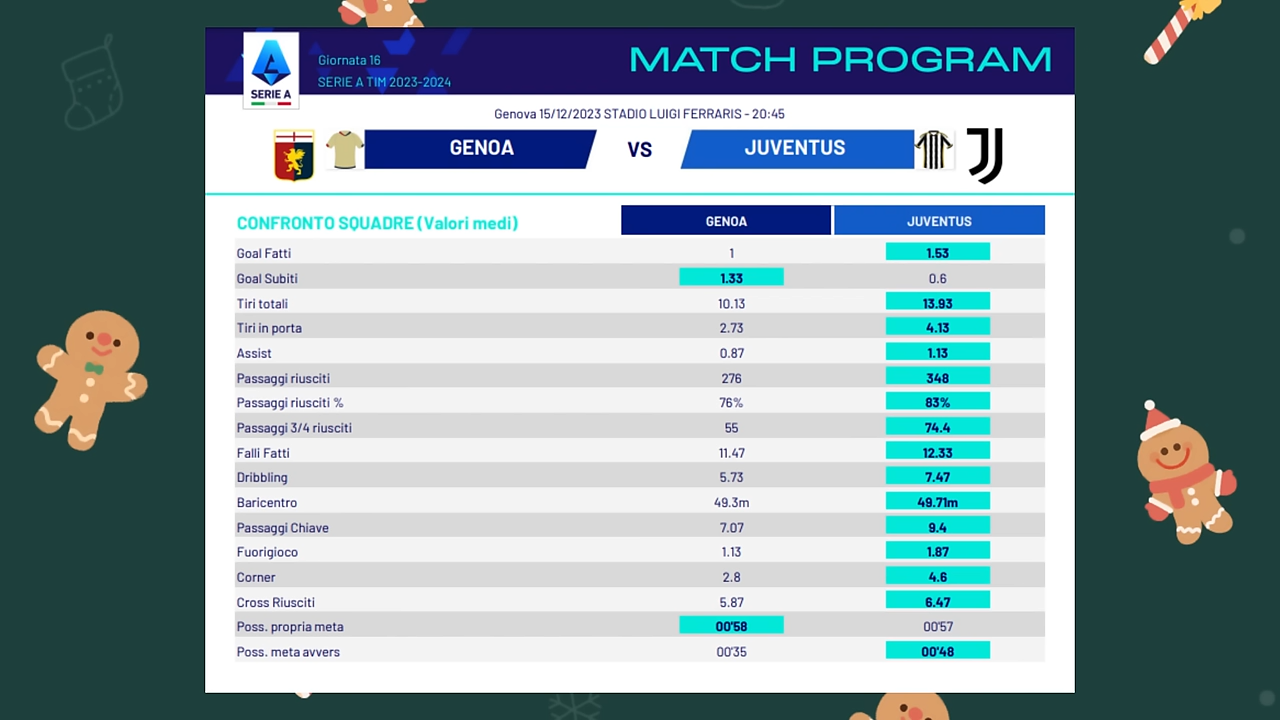 MATCH PROGRAM
Giornata 16
SERIE A TIM 2023-2024
SERIE A
Genova 15/12/2023 STADIO LUIGI FERRARIS - 20:45
GENOA VS JUVENTUS
CONFRONTO SQUADRE (Valori medi) GENOA JUVENTUS
Goal Fatti 1 1.53
Goal Subiti 1.33 0.6
Tiri totali 10.13 13.93
Tiri in porta 2.73 4.13
Assist 0.87 1.13
Passaggi riusciti 276 348
Passaggi riusciti % 76% 83%
Passaggi 3/4 riusciti 55 74.4
Falli Fatti 11.47 12.33
Dribbling 5.73 7.47
Baricentro 49.3m 49.71m
Passaggi Chiave 7.07 9.4
Fuorigioco 1.13 1.87
Corner 2.8 4.6
Cross Riusciti 5.87 6.47
Poss. propria meta 00'58 00'57
Poss. meta avvers 00'35 00'48